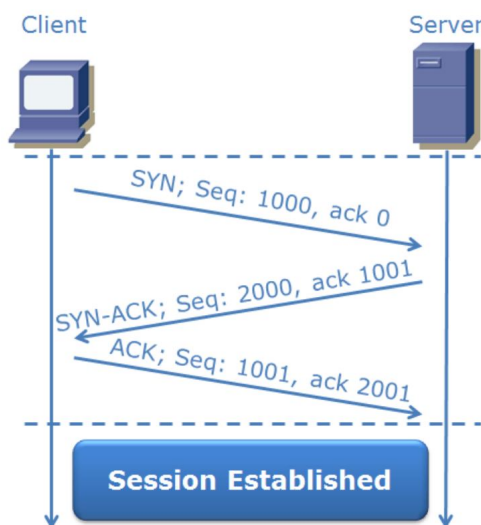 Client
Server
SYN; Seq: 1000, ack 0
SYN-ACK; Seq: 2000, ack 1001
ACK; Seq: 1001, ack 2001
Session Established